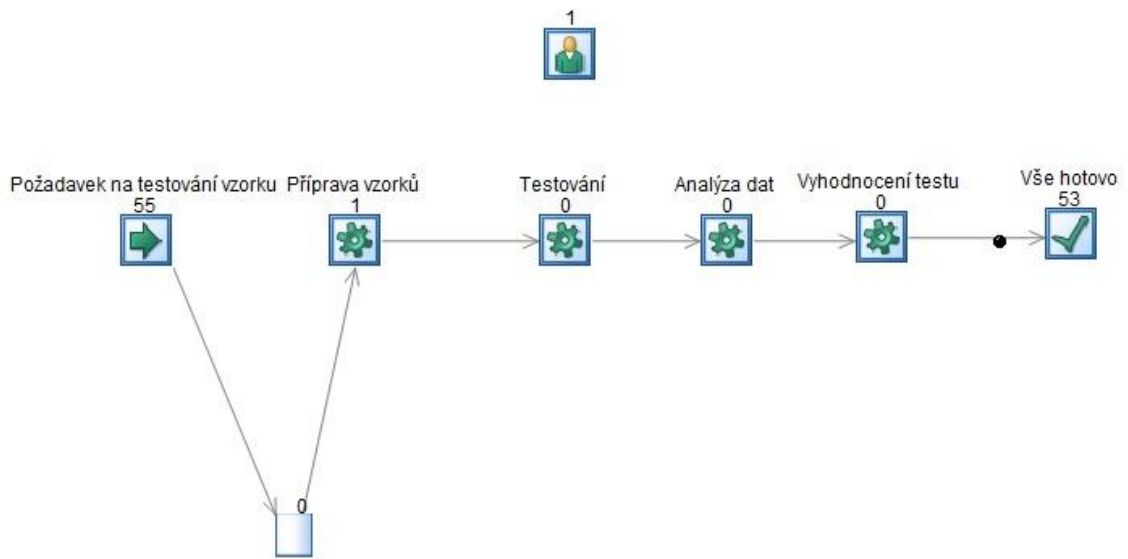 1
Požadavek na testování vzorku
55
Příprava vzorků
1
Testování
0
Analýza dat
0
Vyhodnocení testu
0
Vše hotovo
53
0